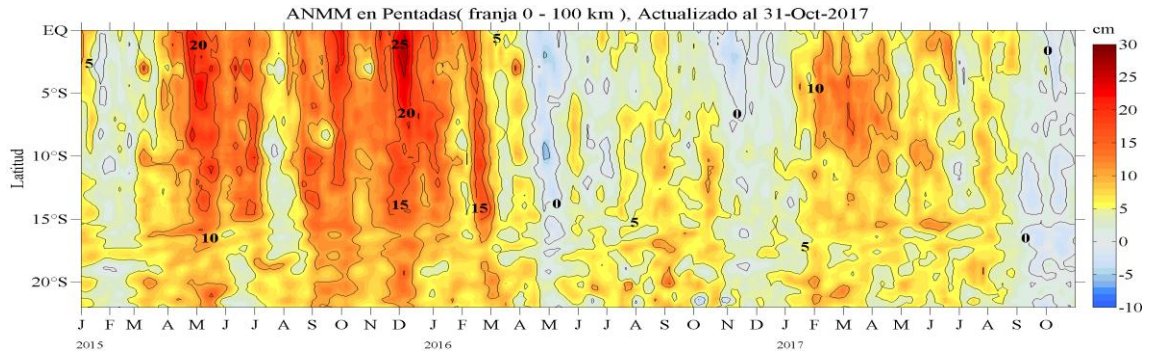 ANMM en Pentadas( franja 0 - 100 km ), Actualizado al 31-Oct-2017
cm
EQ
5°S
10°S
15°S
20°S
Latitud
5
20
25
5
0
10
20
0
15
15
0
5
10
5
0
30
25
20
15
10
5
0
-5
-10
J F M A M J J A S O N D J F M A M J J A S O N D J F M A M J J A S O
2015 2016 2017